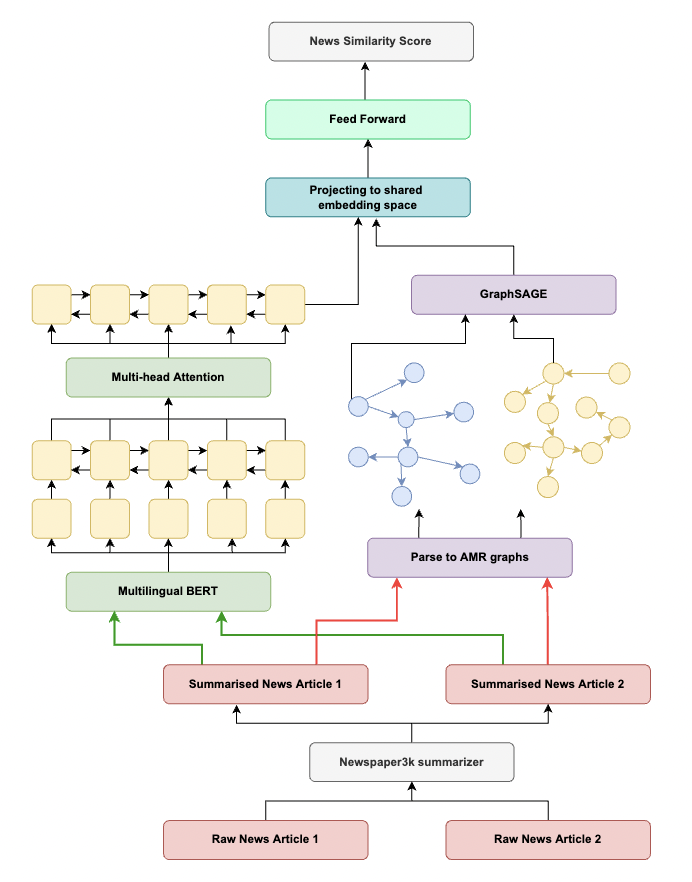 News Similarity Score
Feed Forward
Projecting to shared
embedding space
GraphSAGE
Multi-head Attention
Parse to AMR graphs
Multilingual BERT
Summarised News Article 1
Summarised News Article 2
Newspaper3k summarizer
Raw News Article 1
Raw News Article 2